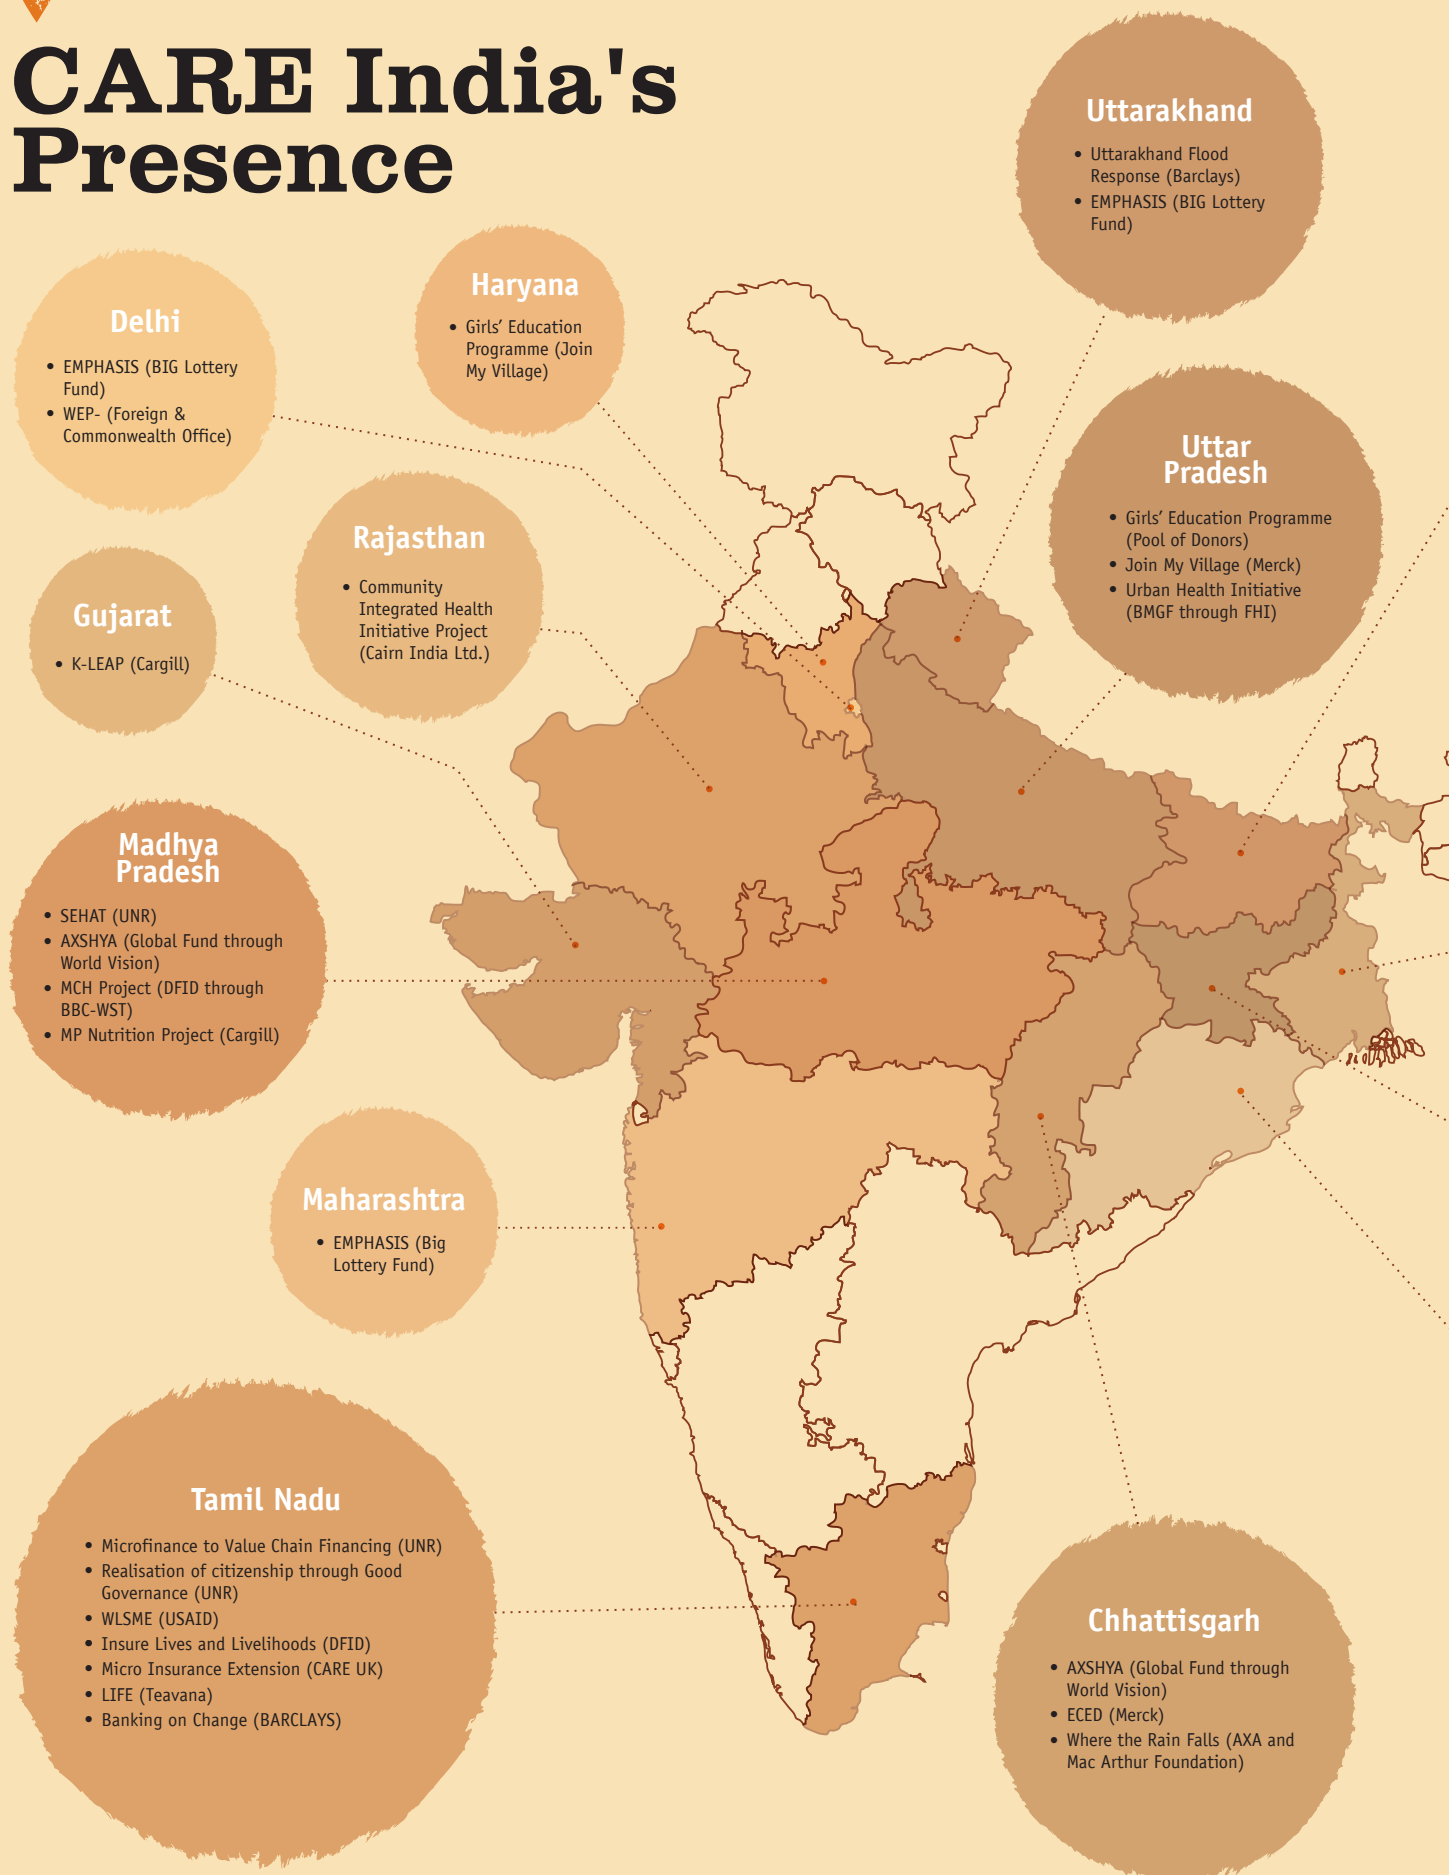 CARE India's
Presence
Uttarakhand
• Uttarakhand Flood
Response (Barclays)
• EMPHASIS (BIG Lottery
Fund)
Haryana
• Girls’ Education
Programme (Join
My Village)
Delhi
• EMPHASIS (BIG Lottery
Fund)
• WEP- (Foreign &
Commonwealth Office)
Uttar
Pradesh
• Girls’ Education Programme
(Pool of Donors)
• Join My Village (Merck)
• Urban Health Initiative
(BMGF through FHI)
Rajasthan
• Community
Integrated Health
Initiative Project
(Cairn India Ltd.)
Gujarat
• K-LEAP (Cargill)
Madhya
Pradesh
• SEHAT (UNR)
• AXSHYA (Global Fund through
World Vision)
• MCH Project (DFID through
BBC-WST)
• MP Nutrition Project (Cargill)
Maharashtra
• EMPHASIS (Big
Lottery Fund)
Tamil Nadu
• Microfinance to Value Chain Financing (UNR)
• Realisation of citizenship through Good
Governance (UNR)
• WLSME (USAID)
• Insure Lives and Livelihoods (DFID)
• Micro Insurance Extension (CARE UK)
• LIFE (Teavana)
• Banking on Change (BARCLAYS)
Chhattisgarh
• AXSHYA (Global Fund through
World Vision)
• ECED (Merck)
• Where the Rain Falls (AXA and
Mac Arthur Foundation)